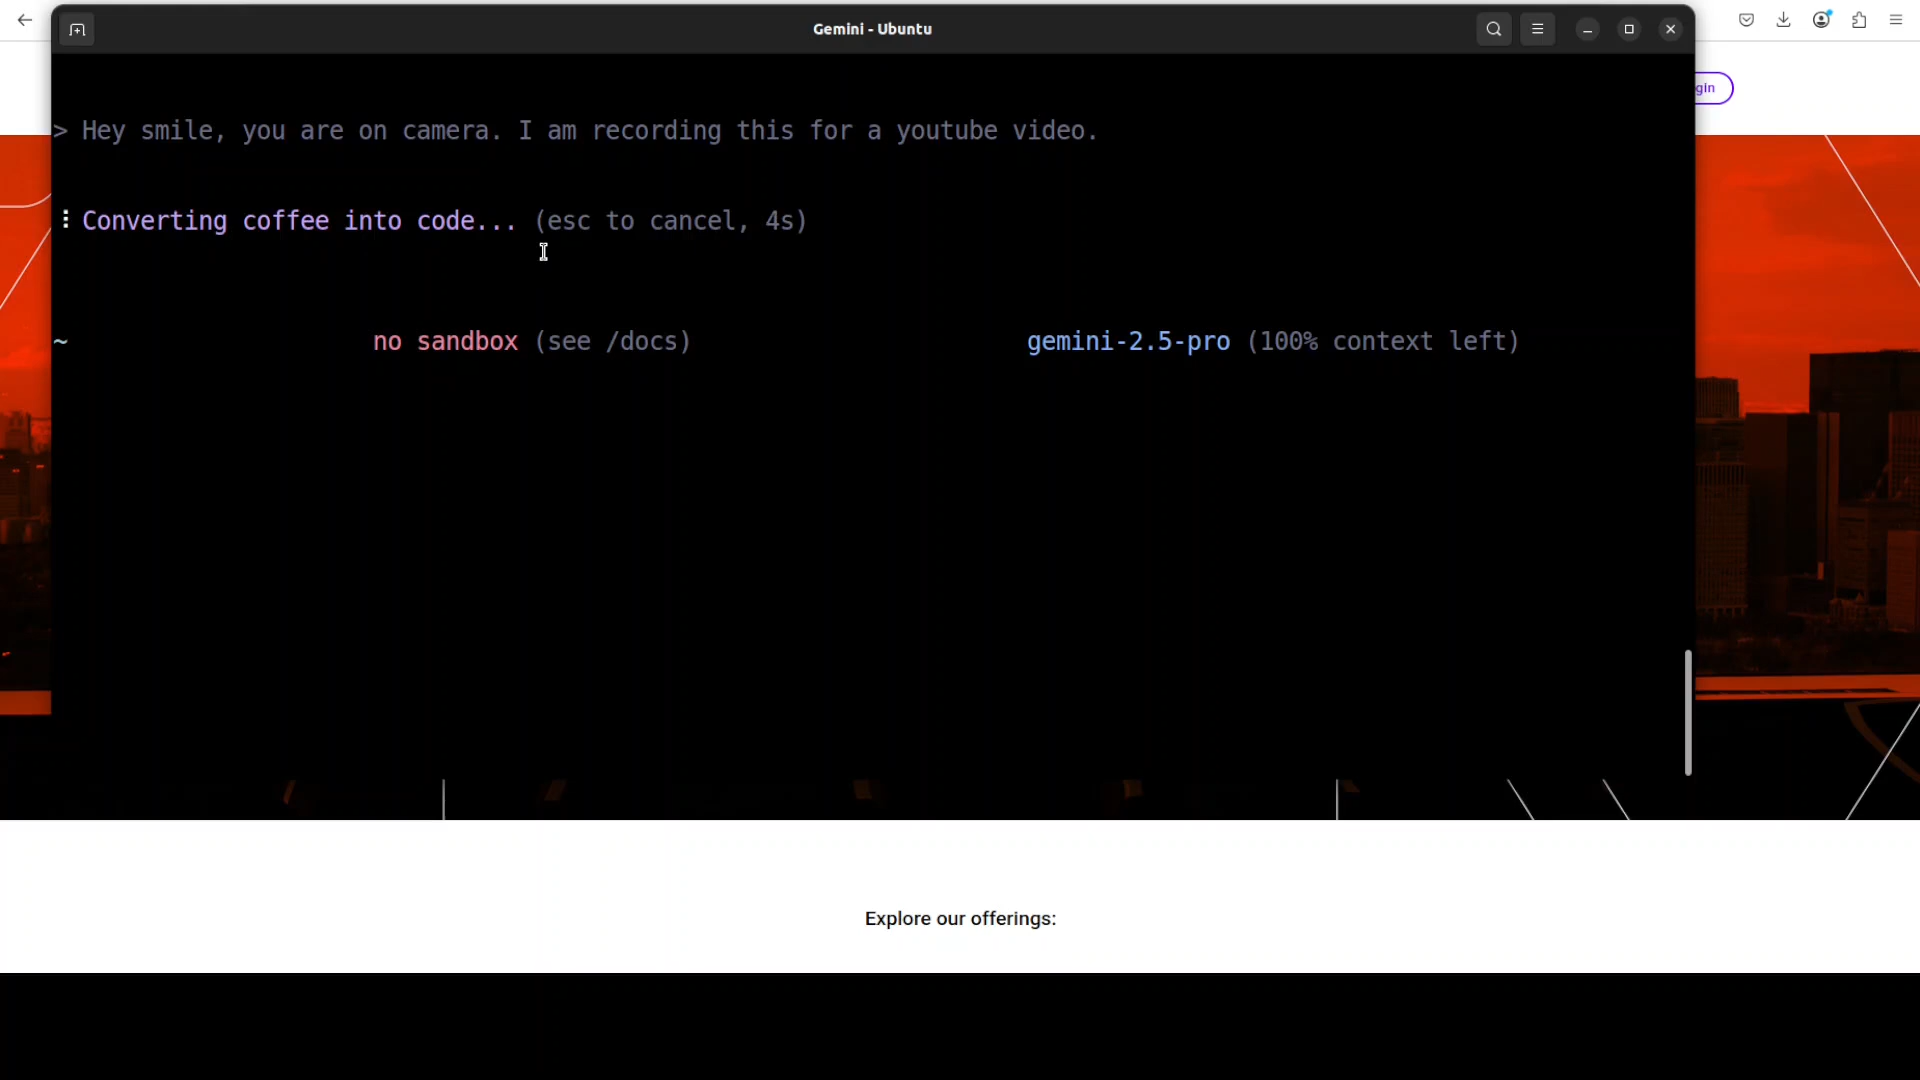 Gemini - Ubuntu
gin
> Hey smile, you are on camera. I am recording this for a youtube video.
⠸ Converting coffee into code... (esc to cancel, 4s)
~ no sandbox (see /docs) gemini-2.5-pro (100% context left)
Explore our offerings: